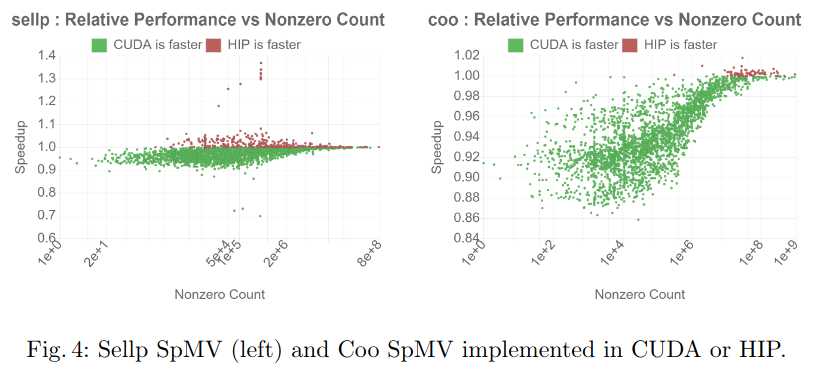 sellp : Relative Performance vs Nonzero Count
CUDA is faster HIP is faster
Speedup
1.4
1.3
1.2
1.1
1.0
0.9
0.8
0.7
0.6
1e+0 2e+1 5e+4 1e+5 2e+6 8e+8
Nonzero Count
coo : Relative Performance vs Nonzero Count
CUDA is faster HIP is faster
Speedup
1.02
1.00
0.98
0.96
0.94
0.92
0.90
0.88
0.86
0.84
1e+0 1e+2 1e+4 1e+6 1e+8 1e+9
Nonzero Count
Fig. 4: Sellp SpMV (left) and Coo SpMV implemented in CUDA or HIP.